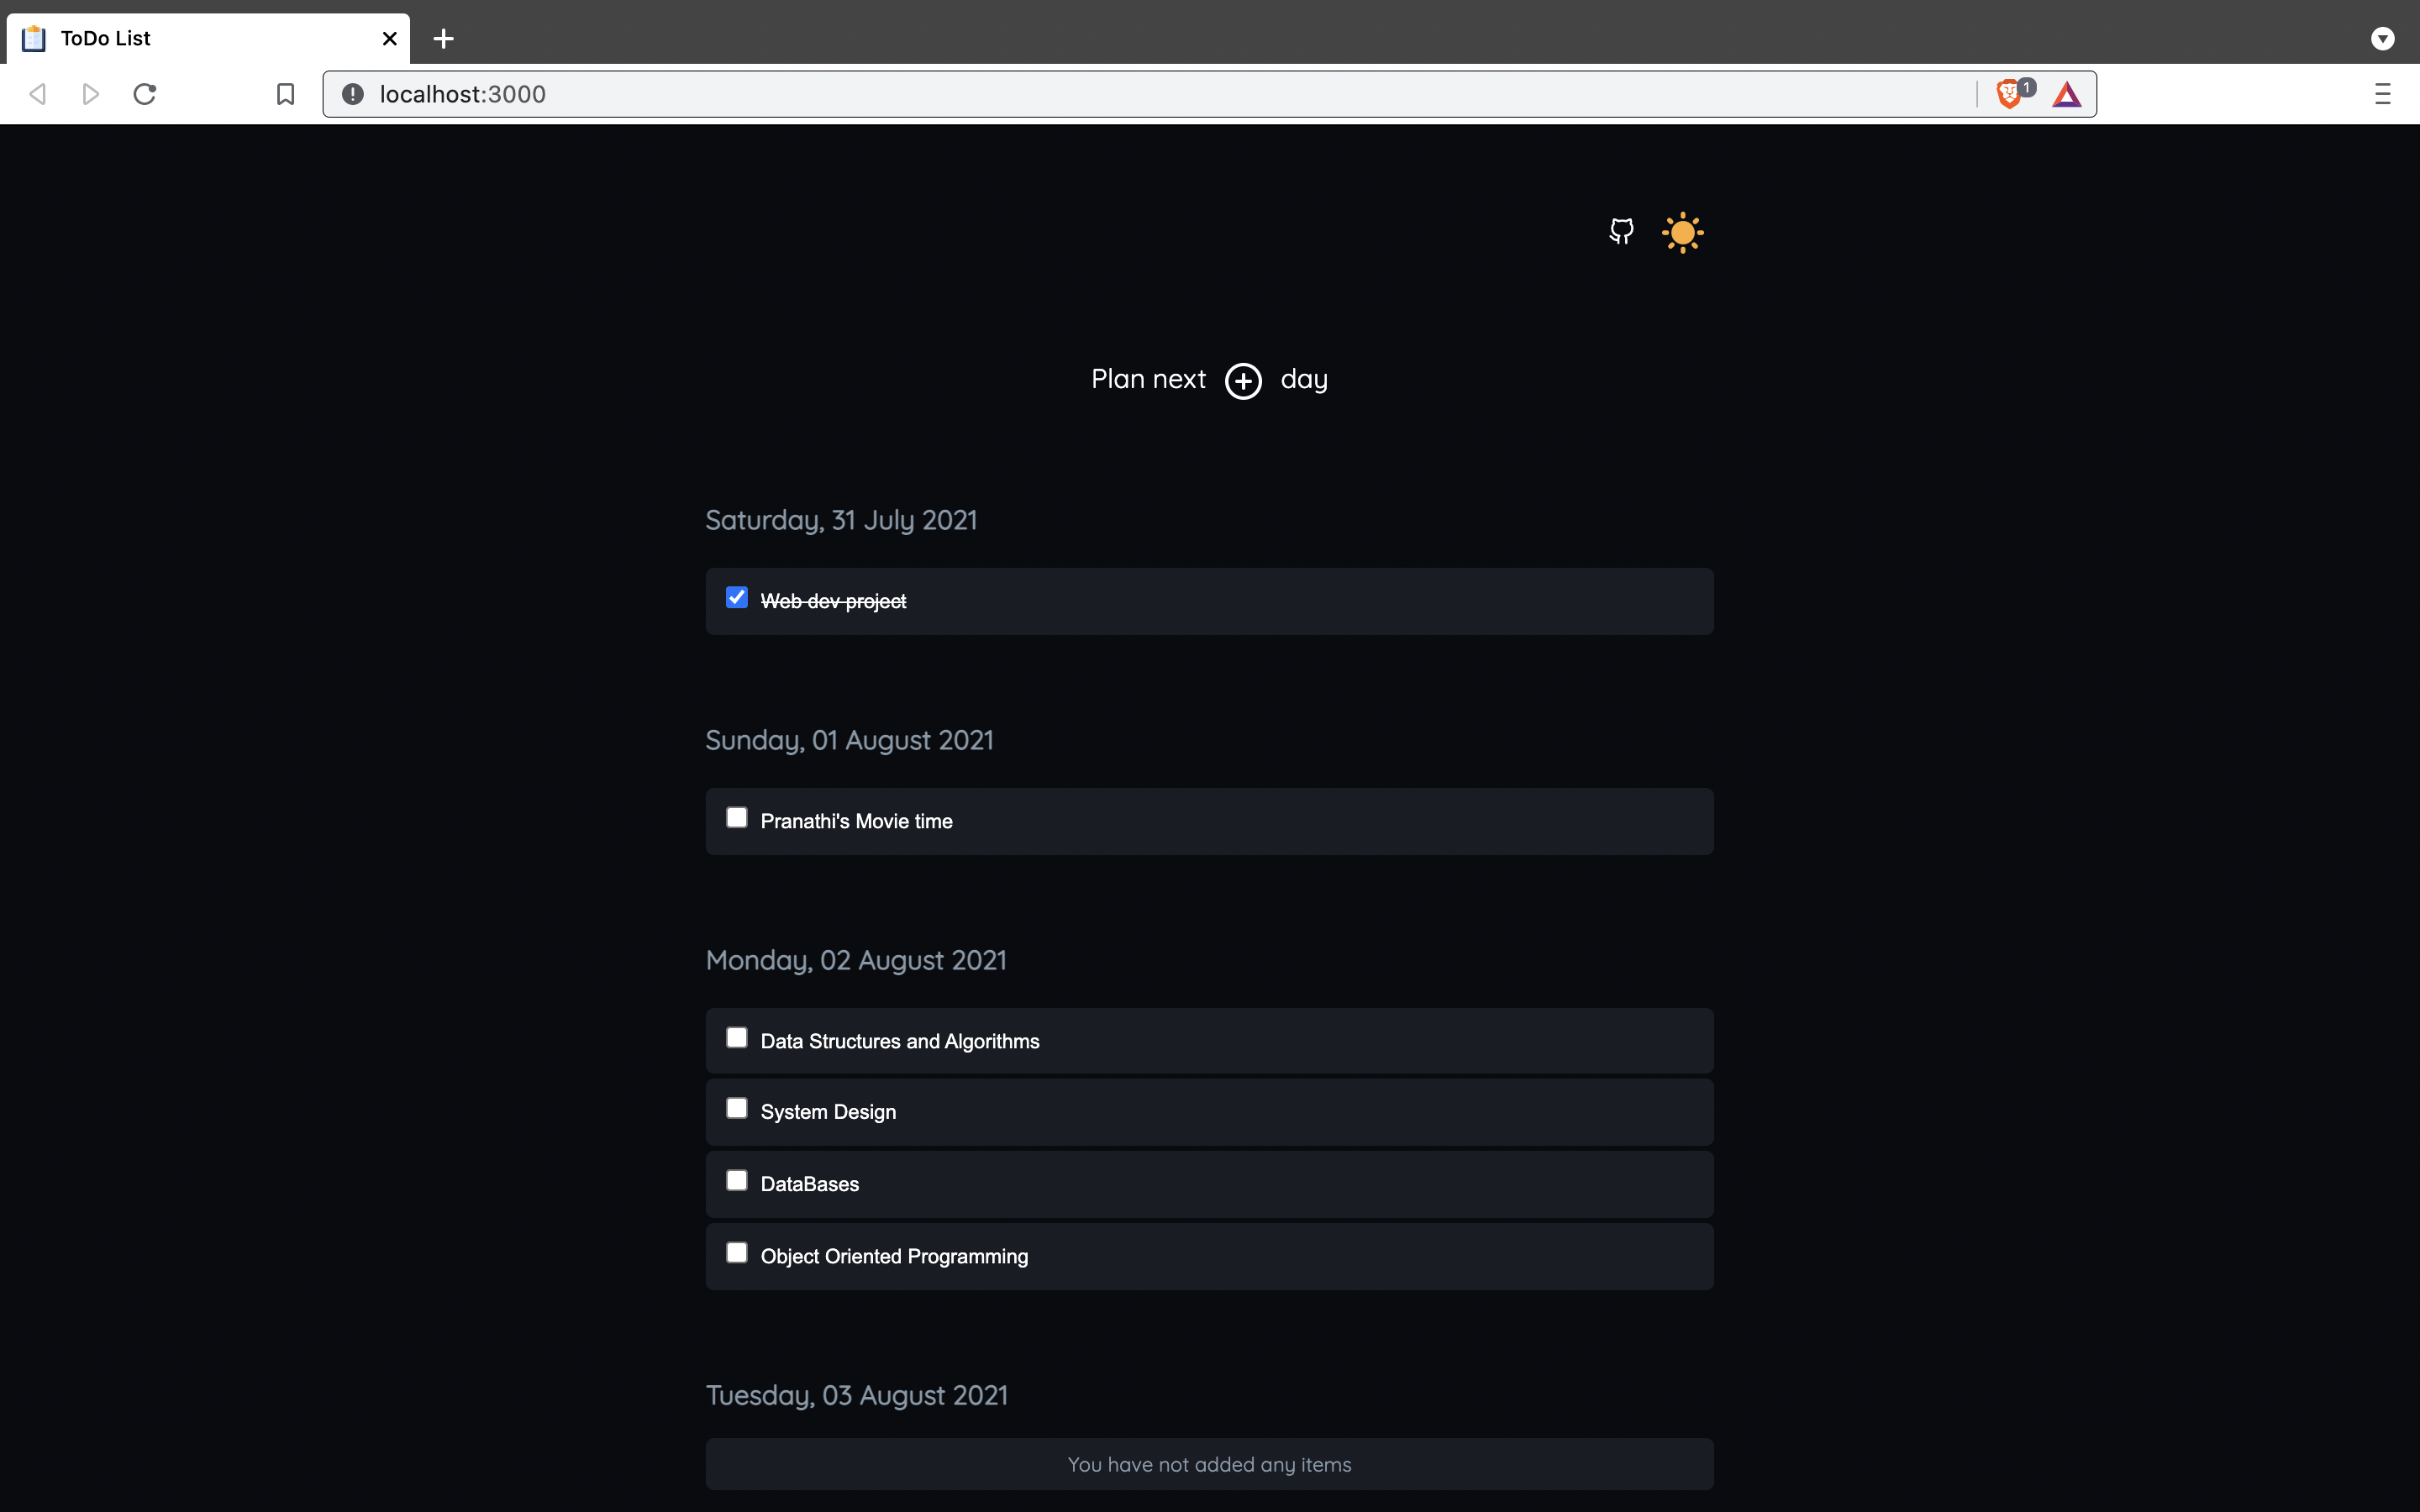 ToDo List
localhost:3000
1
Plan next day
Saturday, 31 July 2021
Web dev project
Sunday, 01 August 2021
Pranathi's Movie time
Monday, 02 August 2021
Data Structures and Algorithms
System Design
DataBases
Object Oriented Programming
Tuesday, 03 August 2021
You have not added any items